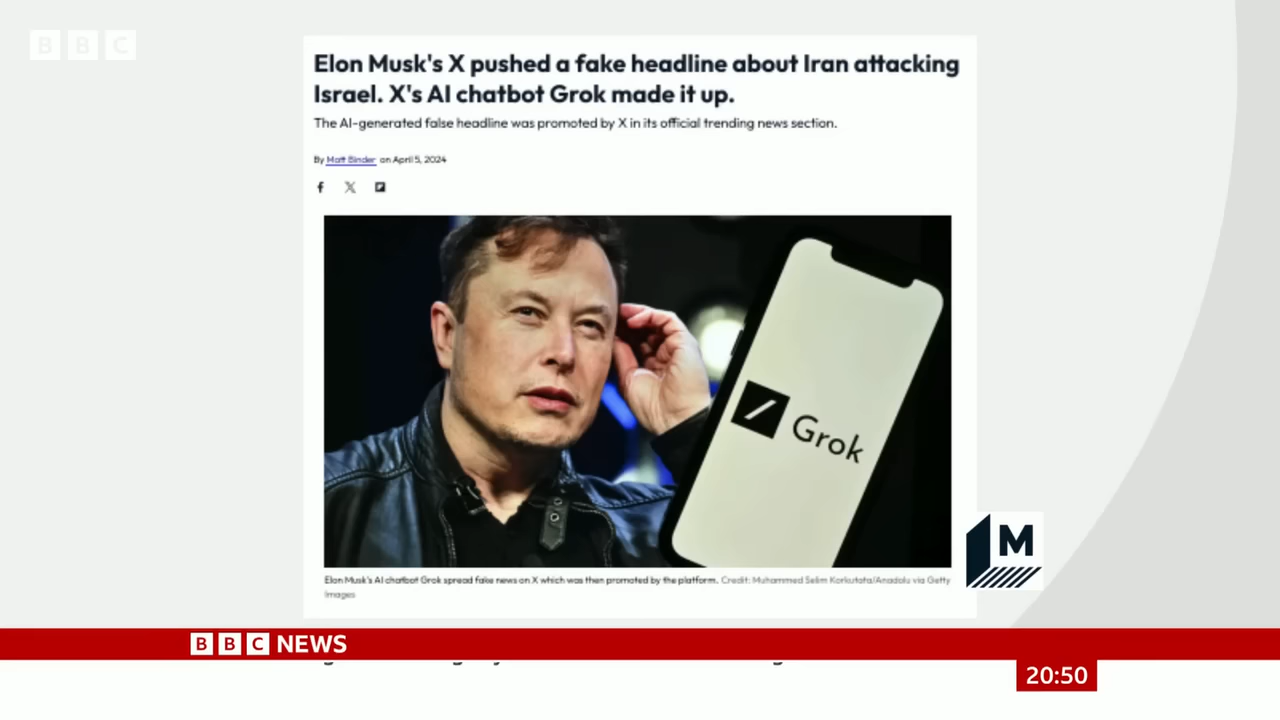 BBC
Elon Musk's X pushed a fake headline about Iran attacking
Israel. X's AI chatbot Grok made it up.
The AI-generated false headline was promoted by X in its official trending news section.
By Matt Binder on April 5, 2024
Grok
M
Elon Musk's AI chatbot Grok spread fake news on X which was then promoted by the platform. Credit: Muhammed Selim Korkutata/Anadolu via Getty
Images
BBC NEWS
20:50